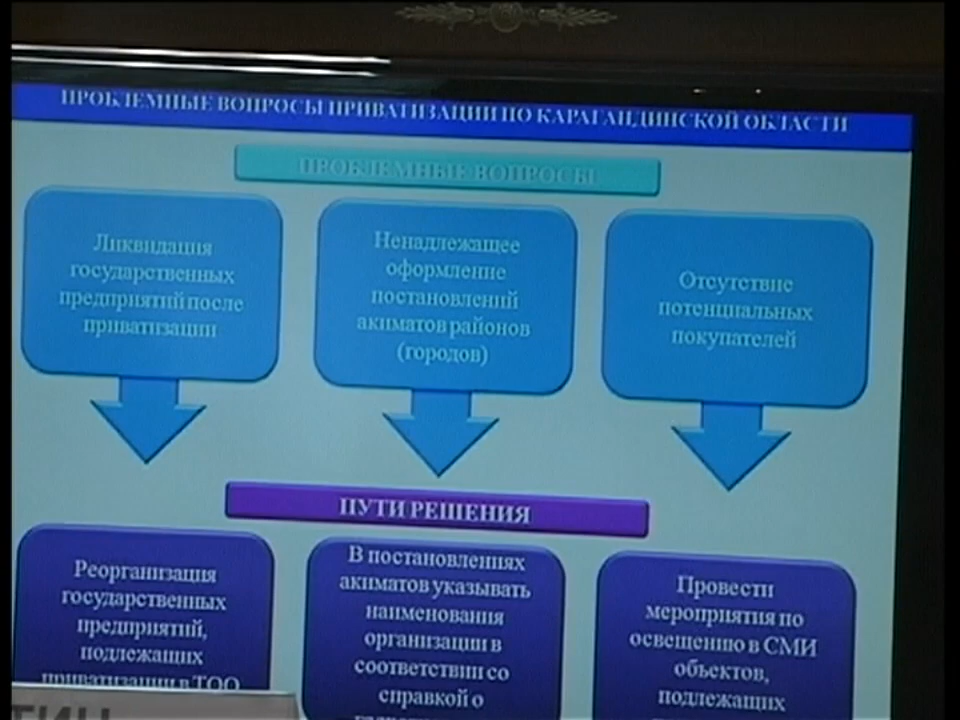 ПРОБЛЕМНЫЕ ВОПРОСЫ ПРИВАТИЗАЦИИ ПО КАРАГАНДИНСКОЙ ОБЛАСТИ
ПРОБЛЕМНЫЕ ВОПРОСЫ
Ликвидация
государственных
предприятий после
приватизации
Ненадлежащее
оформление
постановлений
акиматов районов
(городов)
Отсутствие
потенциальных
покупателей
ПУТИ РЕШЕНИЯ
Реорганизация
государственных
предприятий,
подлежащих
приватизации в ТОО
В постановлениях
акиматов указывать
наименования
организации в
соответствии со
справкой о
Провести
мероприятия по
освещению в СМИ
объектов,
подлежащих